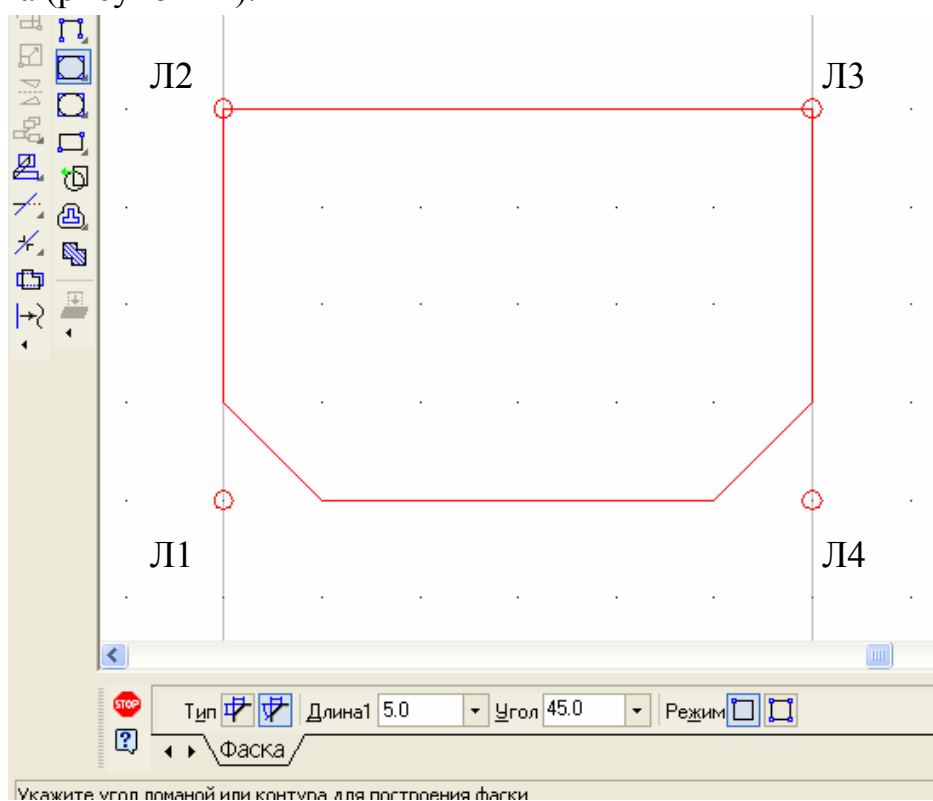 Л2 Л3
Л1 Л4
STOP Тип Длина1 5.0 Угол 45.0 Режим
? Фаска
Укажите угол ломаной или контура для построения фаски